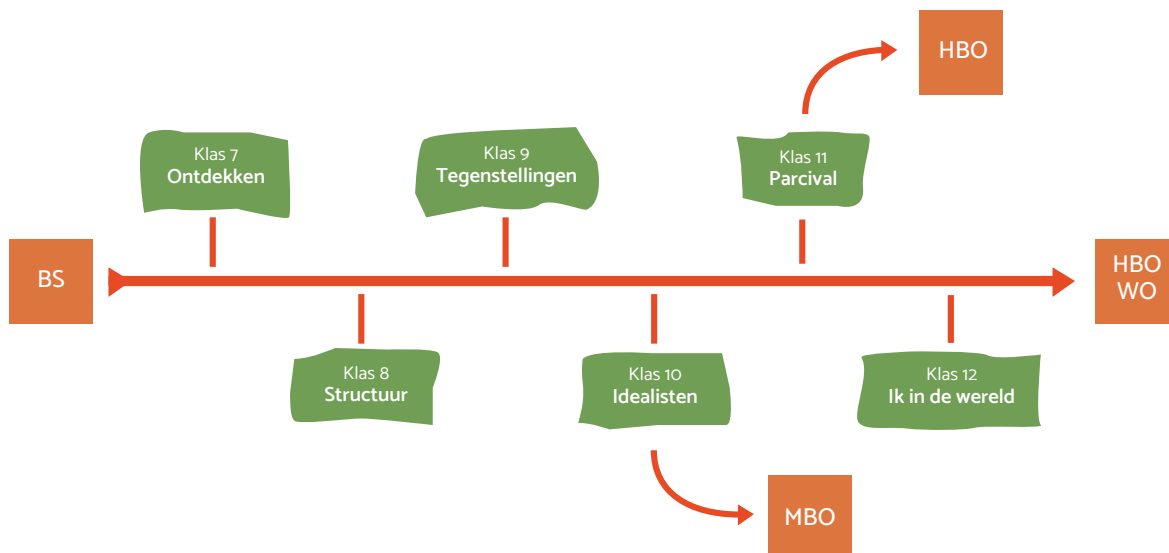 HBO
Klas 7
Ontdekken
Klas 9
Tegenstellingen
Klas 11
Parcival
BS
HBO
WO
Klas 8
Structuur
Klas 10
Idealisten
Klas 12
Ik in de wereld
MBO